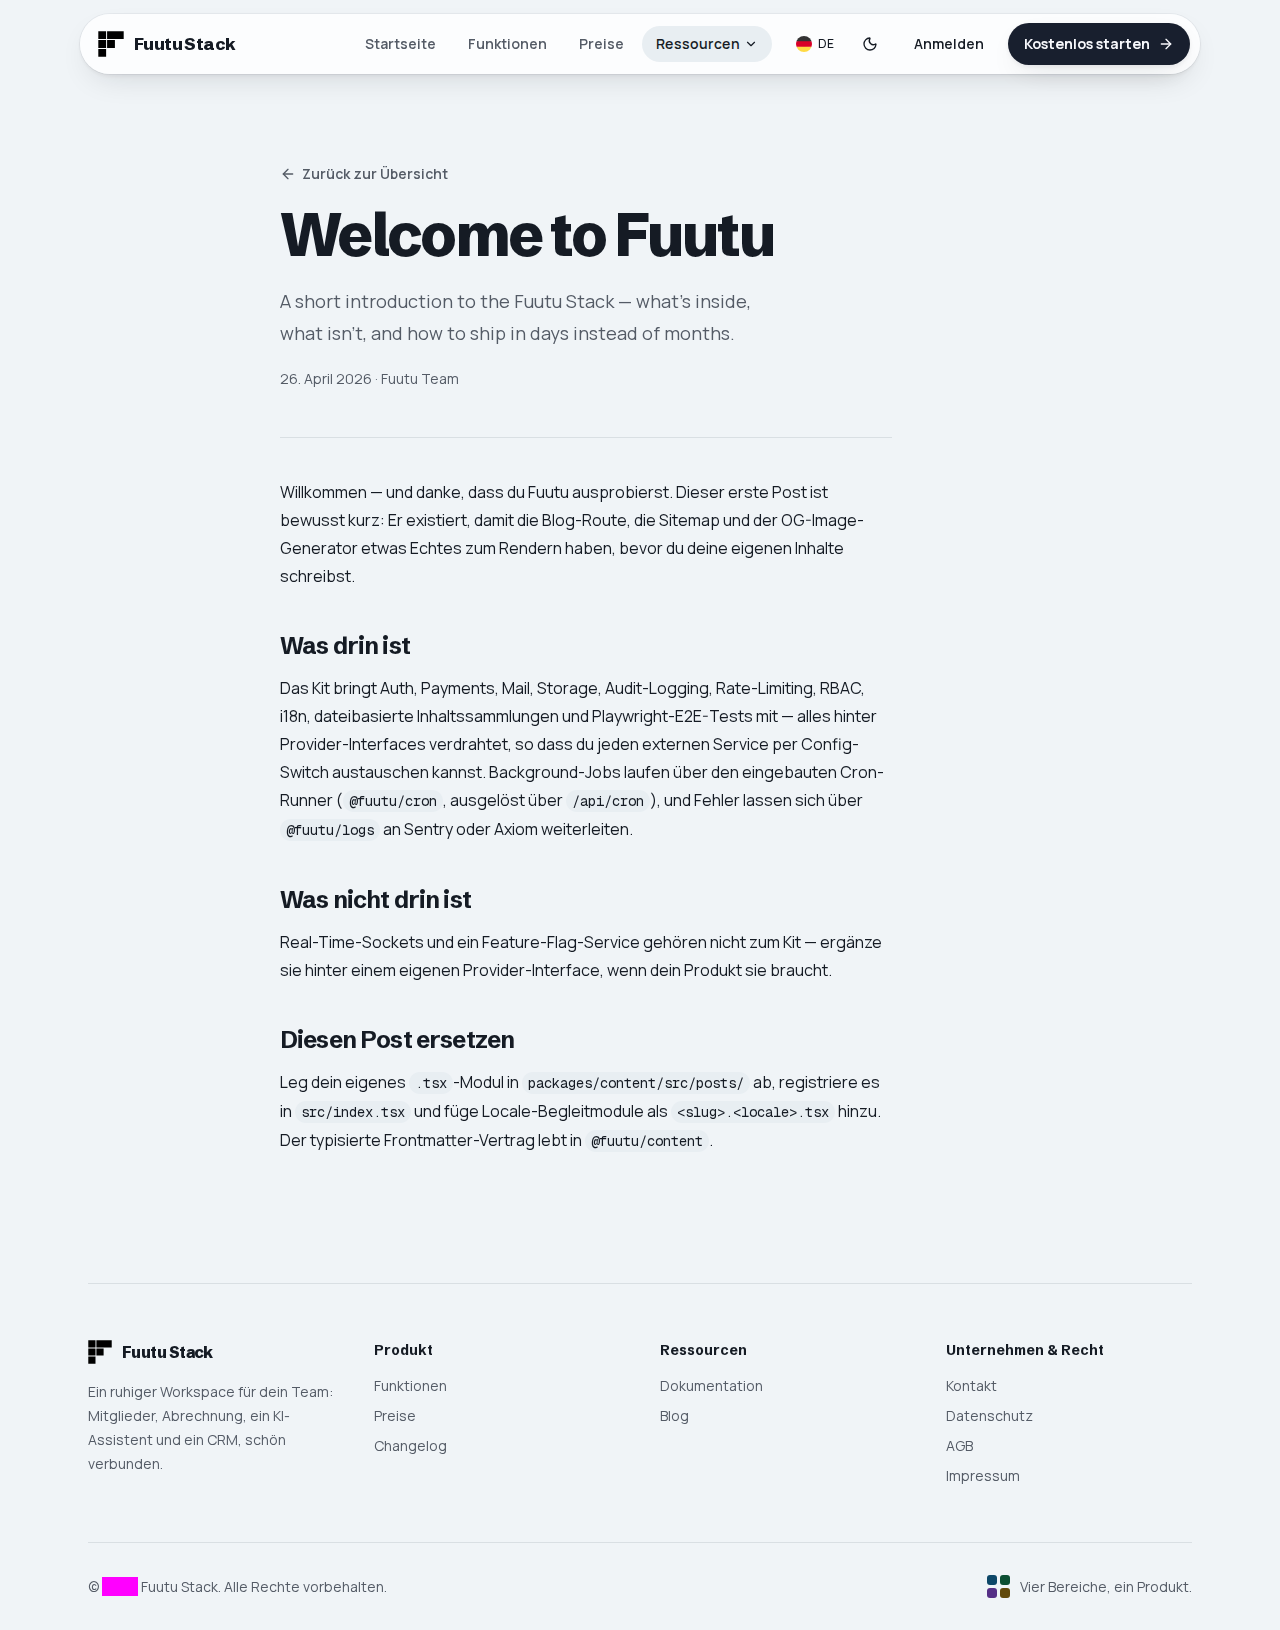 Fuutu Stack
Startseite
Funktionen
Preise
Ressourcen
DE
Anmelden
Kostenlos starten
Zurück zur Übersicht
Welcome to Fuutu
A short introduction to the Fuutu Stack — what's inside,
what isn't, and how to ship in days instead of months.
26. April 2026 · Fuutu Team
Willkommen — und danke, dass du Fuutu ausprobierst. Dieser erste Post ist
bewusst kurz: Er existiert, damit die Blog-Route, die Sitemap und der OG-Image-
Generator etwas Echtes zum Rendern haben, bevor du deine eigenen Inhalte
schreibst.
Was drin ist
Das Kit bringt Auth, Payments, Mail, Storage, Audit-Logging, Rate-Limiting, RBAC,
i18n, dateibasierte Inhaltssammlungen und Playwright-E2E-Tests mit — alles hinter
Provider-Interfaces verdrahtet, so dass du jeden externen Service per Config-
Switch austauschen kannst. Background-Jobs laufen über den eingebauten Cron-
Runner ( @fuutu/cron , ausgelöst über /api/cron ), und Fehler lassen sich über
@fuutu/logs an Sentry oder Axiom weiterleiten.
Was nicht drin ist
Real-Time-Sockets und ein Feature-Flag-Service gehören nicht zum Kit — ergänze
sie hinter einem eigenen Provider-Interface, wenn dein Produkt sie braucht.
Diesen Post ersetzen
Leg dein eigenes .tsx -Modul in packages/content/src/posts/ ab, registriere es
in src/index.tsx und füge Locale-Begleitmodule als <slug>.<locale>.tsx hinzu.
Der typisierte Frontmatter-Vertrag lebt in @fuutu/content .
Fuutu Stack
Ein ruhiger Workspace für dein Team:
Mitglieder, Abrechnung, ein KI-
Assistent und ein CRM, schön
verbunden.
Produkt
Funktionen
Preise
Changelog
Ressourcen
Dokumentation
Blog
Unternehmen & Recht
Kontakt
Datenschutz
AGB
Impressum
© Fuutu Stack. Alle Rechte vorbehalten.
Vier Bereiche, ein Produkt.